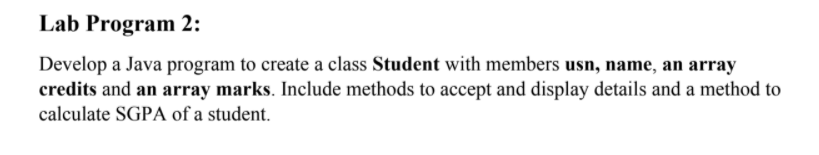 Lab Program 2:
Develop a Java program to create a class Student with members usn, name, an array
credits and an array marks. Include methods to accept and display details and a method to
calculate SGPA of a student.